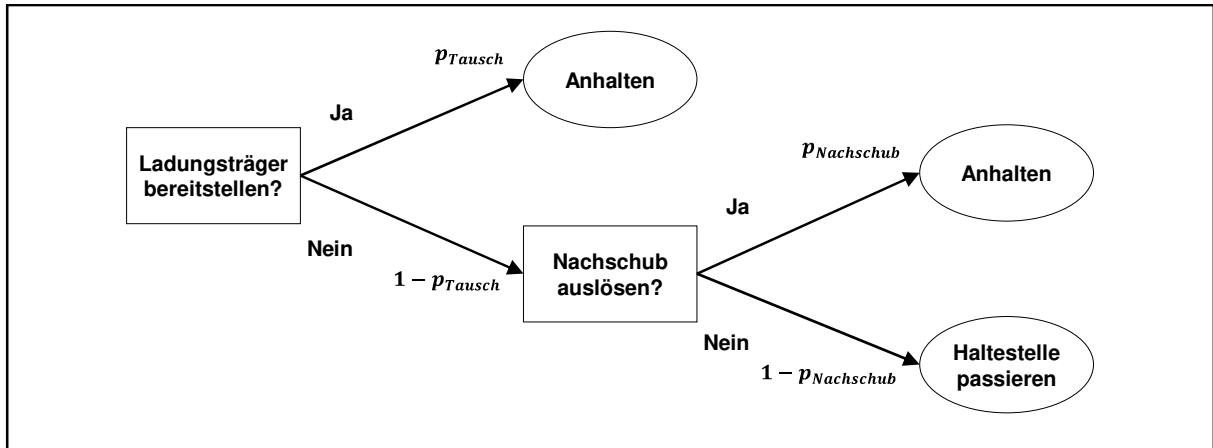 p_Tausch
Anhalten
Ja
Ladungsträger
bereitstellen?
Nein
1 − p_Tausch
p_Nachschub
Anhalten
Ja
Nachschub
auslösen?
Nein
1 − p_Nachschub
Haltestelle
passieren